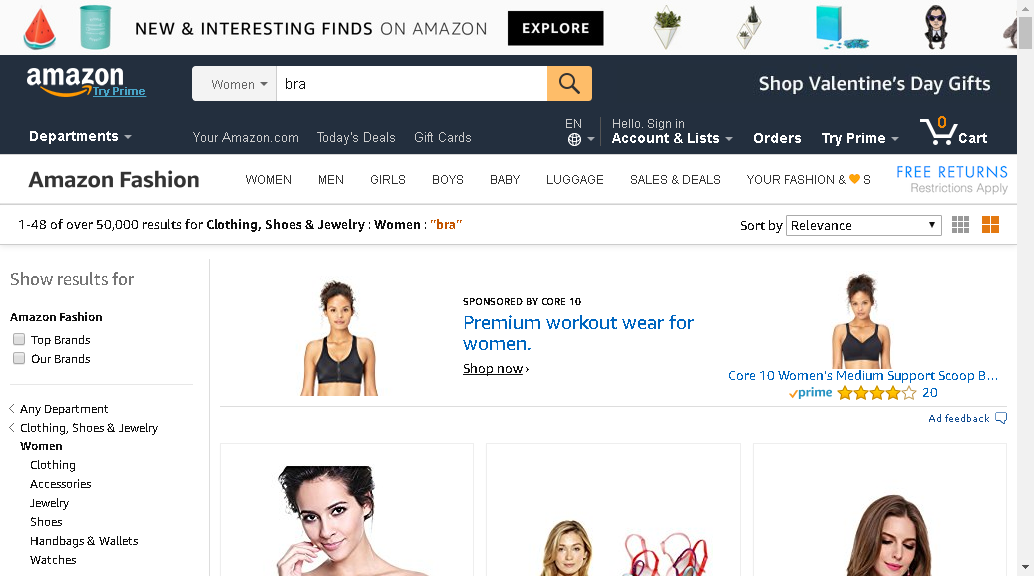 NEW & INTERESTING FINDS ON AMAZON EXPLORE
amazon
Try Prime
Women
bra
Shop Valentine's Day Gifts
Departments
Your Amazon.com Today's Deals Gift Cards
EN
Hello. Sign in
Account & Lists
Orders
Try Prime
0
Cart
Amazon Fashion
WOMEN MEN GIRLS BOYS BABY LUGGAGE SALES & DEALS YOUR FASHION & S
FREE RETURNS
Restrictions Apply
1-48 of over 50,000 results for Clothing, Shoes & Jewelry : Women : "bra"
Sort by Relevance
Show results for
Amazon Fashion
Top Brands
Our Brands
Any Department
Clothing, Shoes & Jewelry
Women
Clothing
Accessories
Jewelry
Shoes
Handbags & Wallets
Watches
SPONSORED BY CORE 10
Premium workout wear for
women.
Shop now ›
Core 10 Women's Medium Support Scoop B...
prime 20
Ad feedback